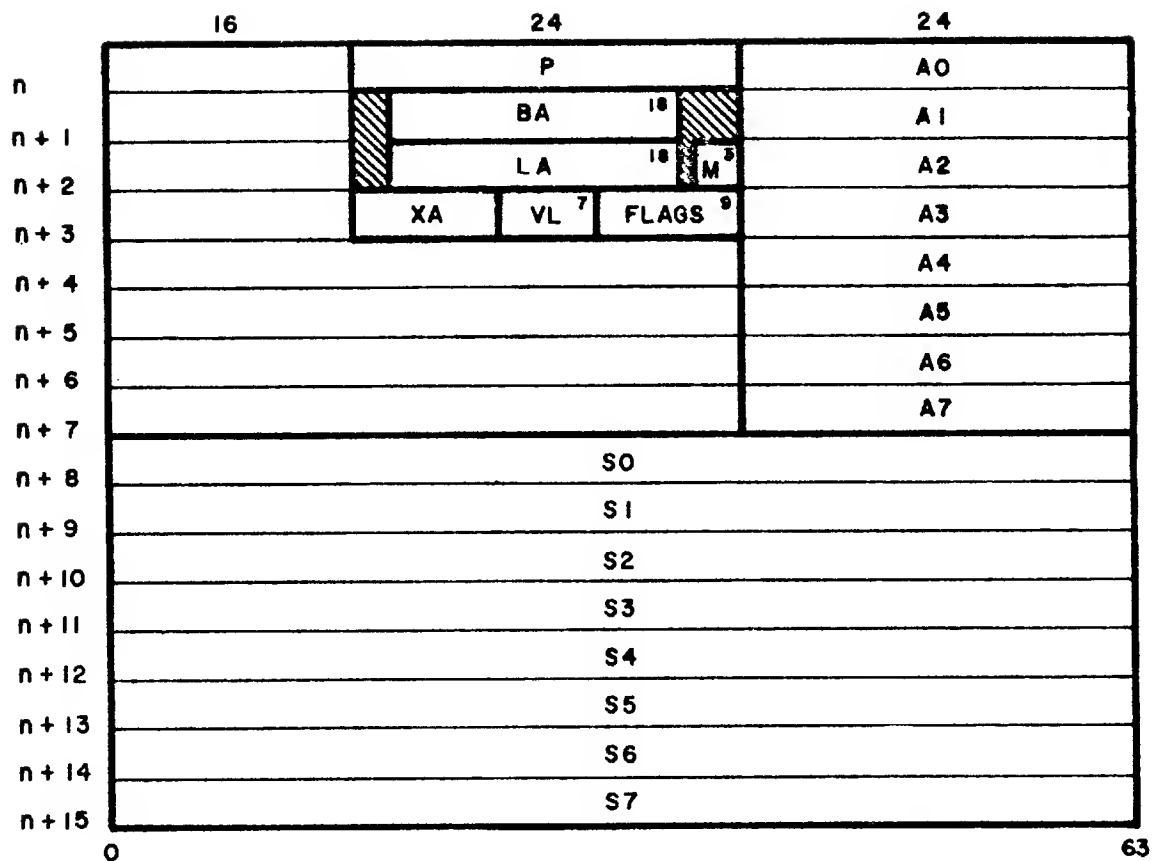 16 24 24
n P A0
n + 1 BA 18 A1
n + 2 LA 18 M 3 A2
n + 3 XA VL 7 FLAGS 9 A3
n + 4 A4
n + 5 A5
n + 6 A6
n + 7 A7
n + 8 S0
n + 9 S1
n + 10 S2
n + 11 S3
n + 12 S4
n + 13 S5
n + 14 S6
n + 15 S7
0 63